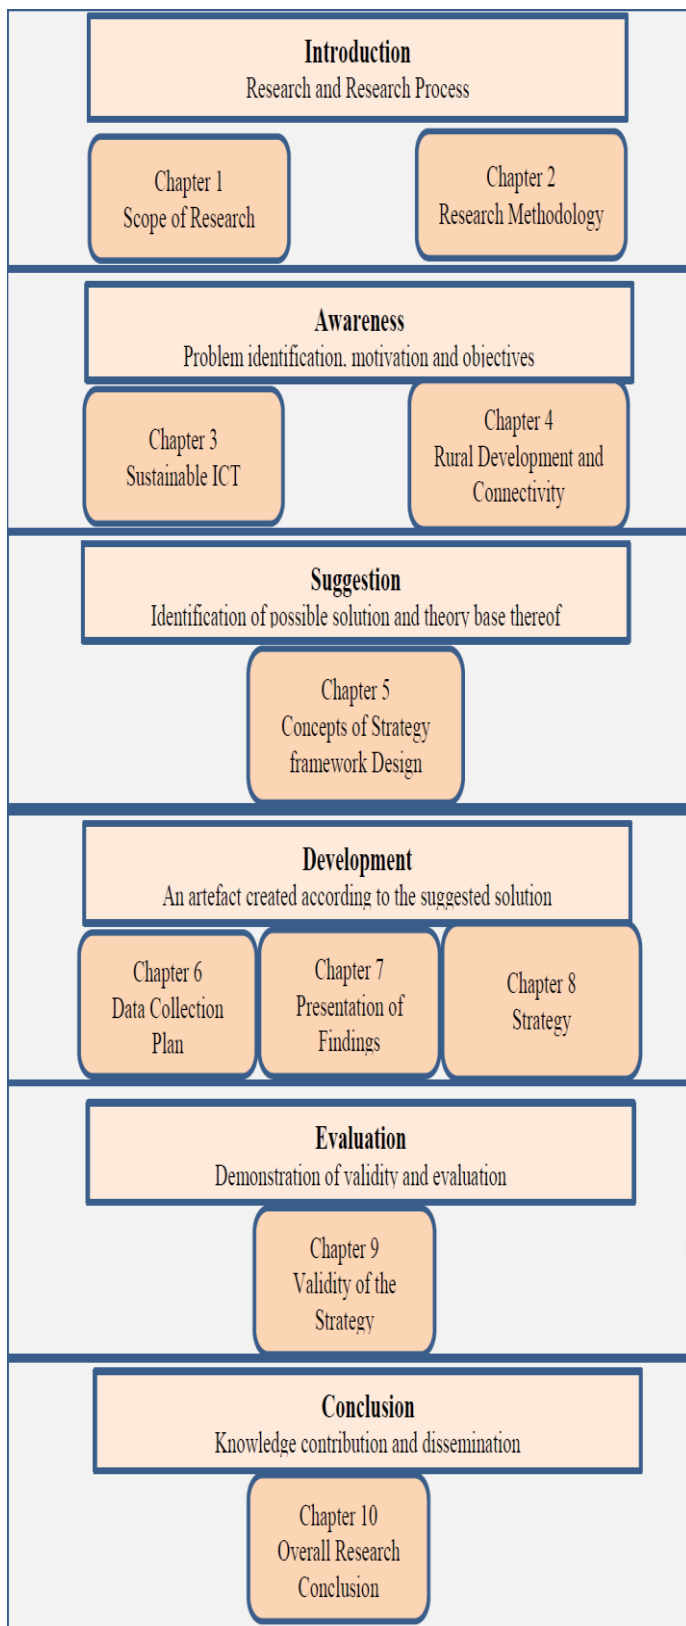 Introduction
Research and Research Process
Chapter 1
Scope of Research
Chapter 2
Research Methodology
Awareness
Problem identification, motivation and objectives
Chapter 3
Sustainable ICT
Chapter 4
Rural Development and
Connectivity
Suggestion
Identification of possible solution and theory base thereof
Chapter 5
Concepts of Strategy
framework Design
Development
An artefact created according to the suggested solution
Chapter 6
Data Collection
Plan
Chapter 7
Presentation of
Findings
Chapter 8
Strategy
Evaluation
Demonstration of validity and evaluation
Chapter 9
Validity of the
Strategy
Conclusion
Knowledge contribution and dissemination
Chapter 10
Overall Research
Conclusion